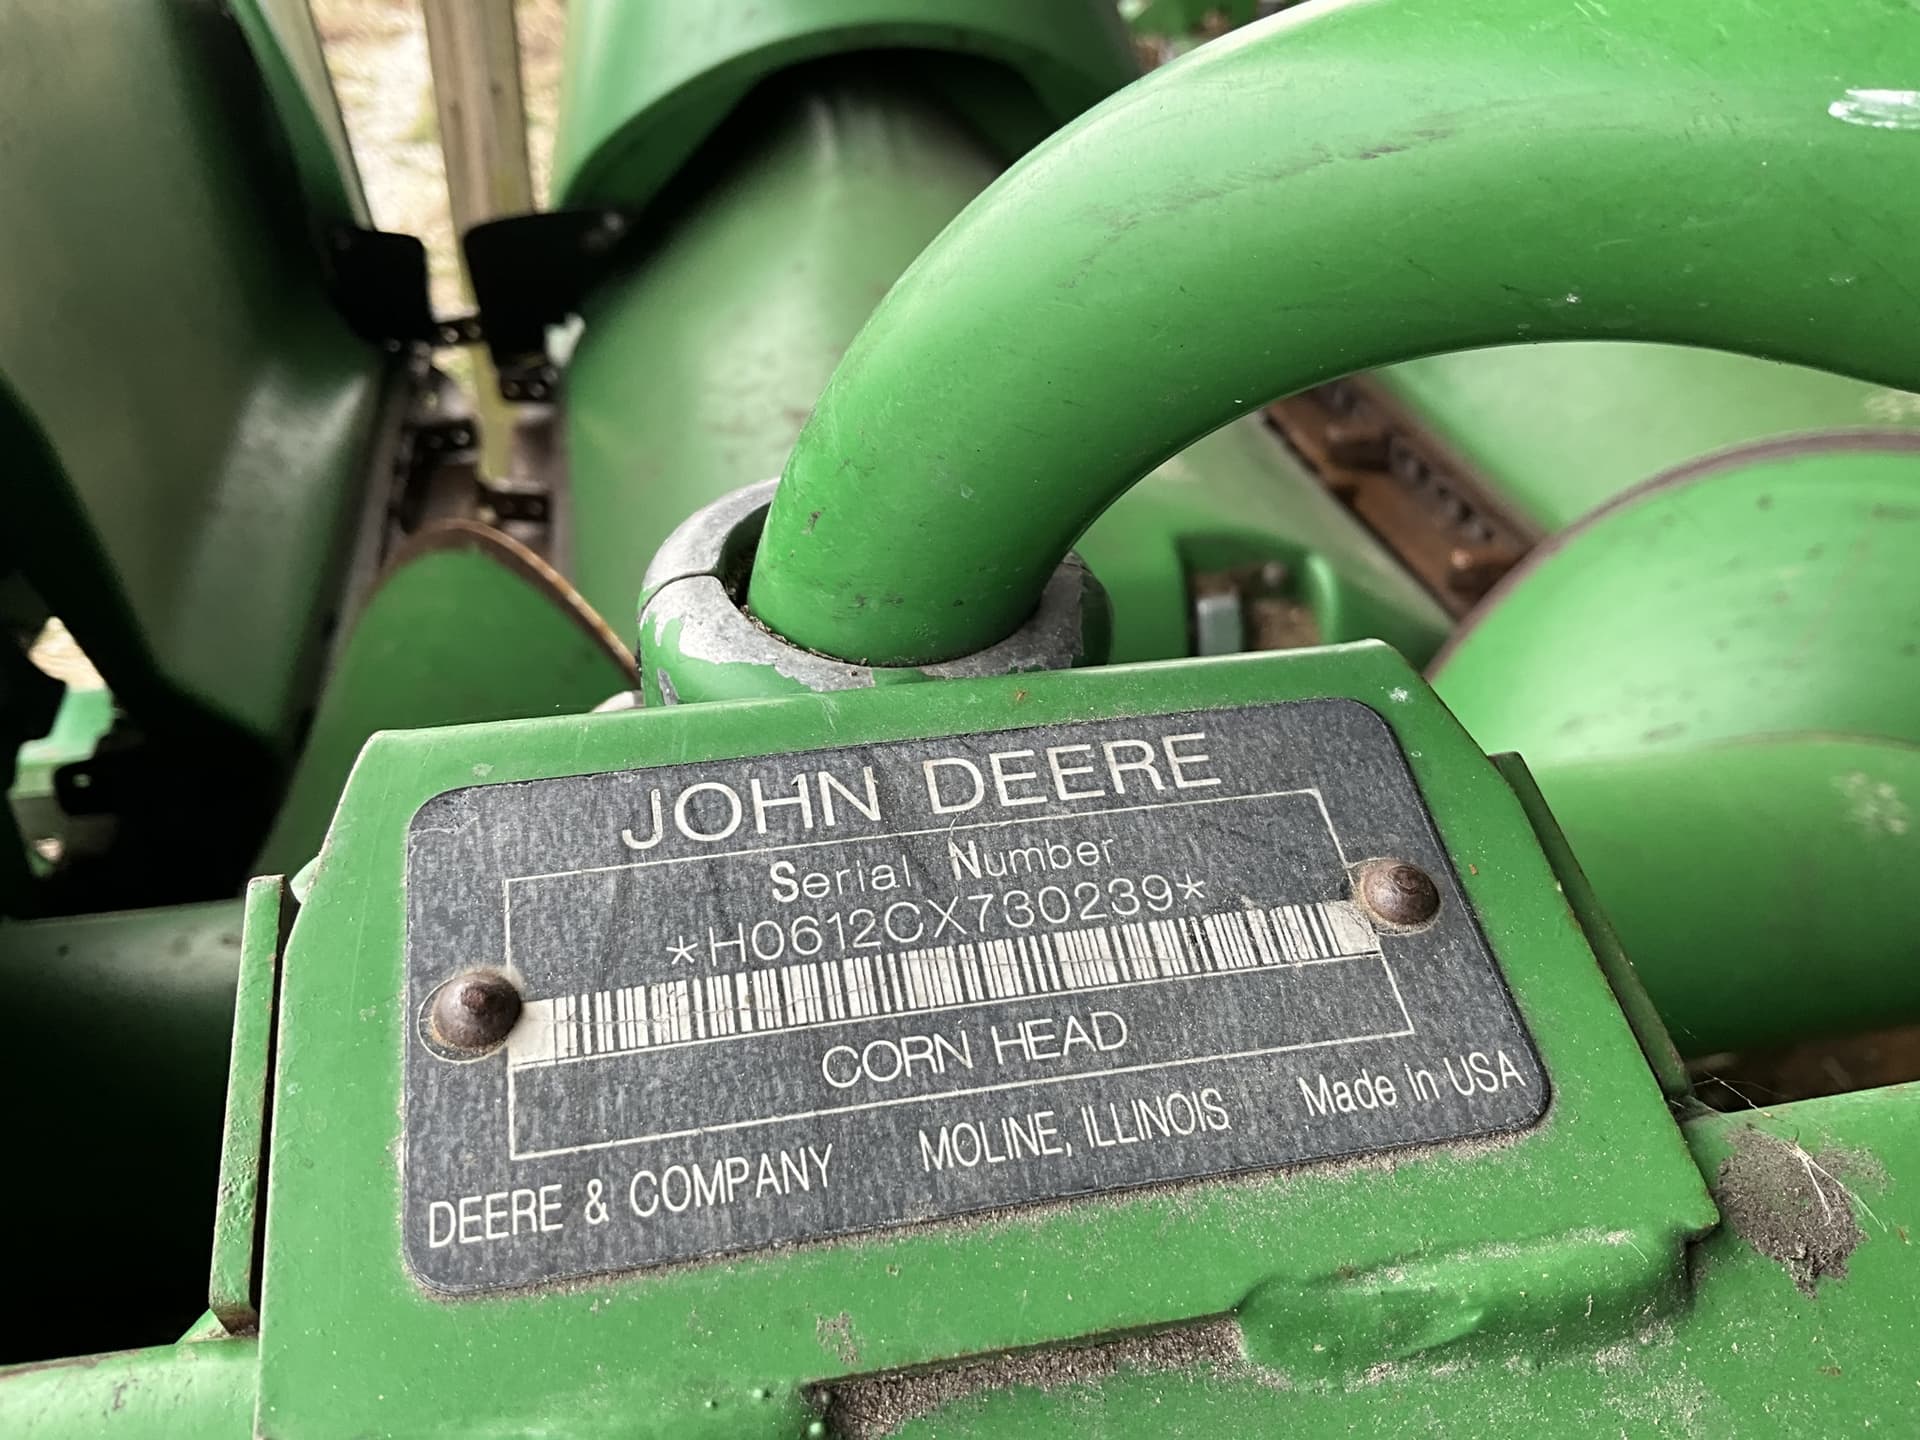 JOHN DEERE
Serial Number
*H0612CX730239*
CORN HEAD
DEERE & COMPANY MOLINE, ILLINOIS Made in USA